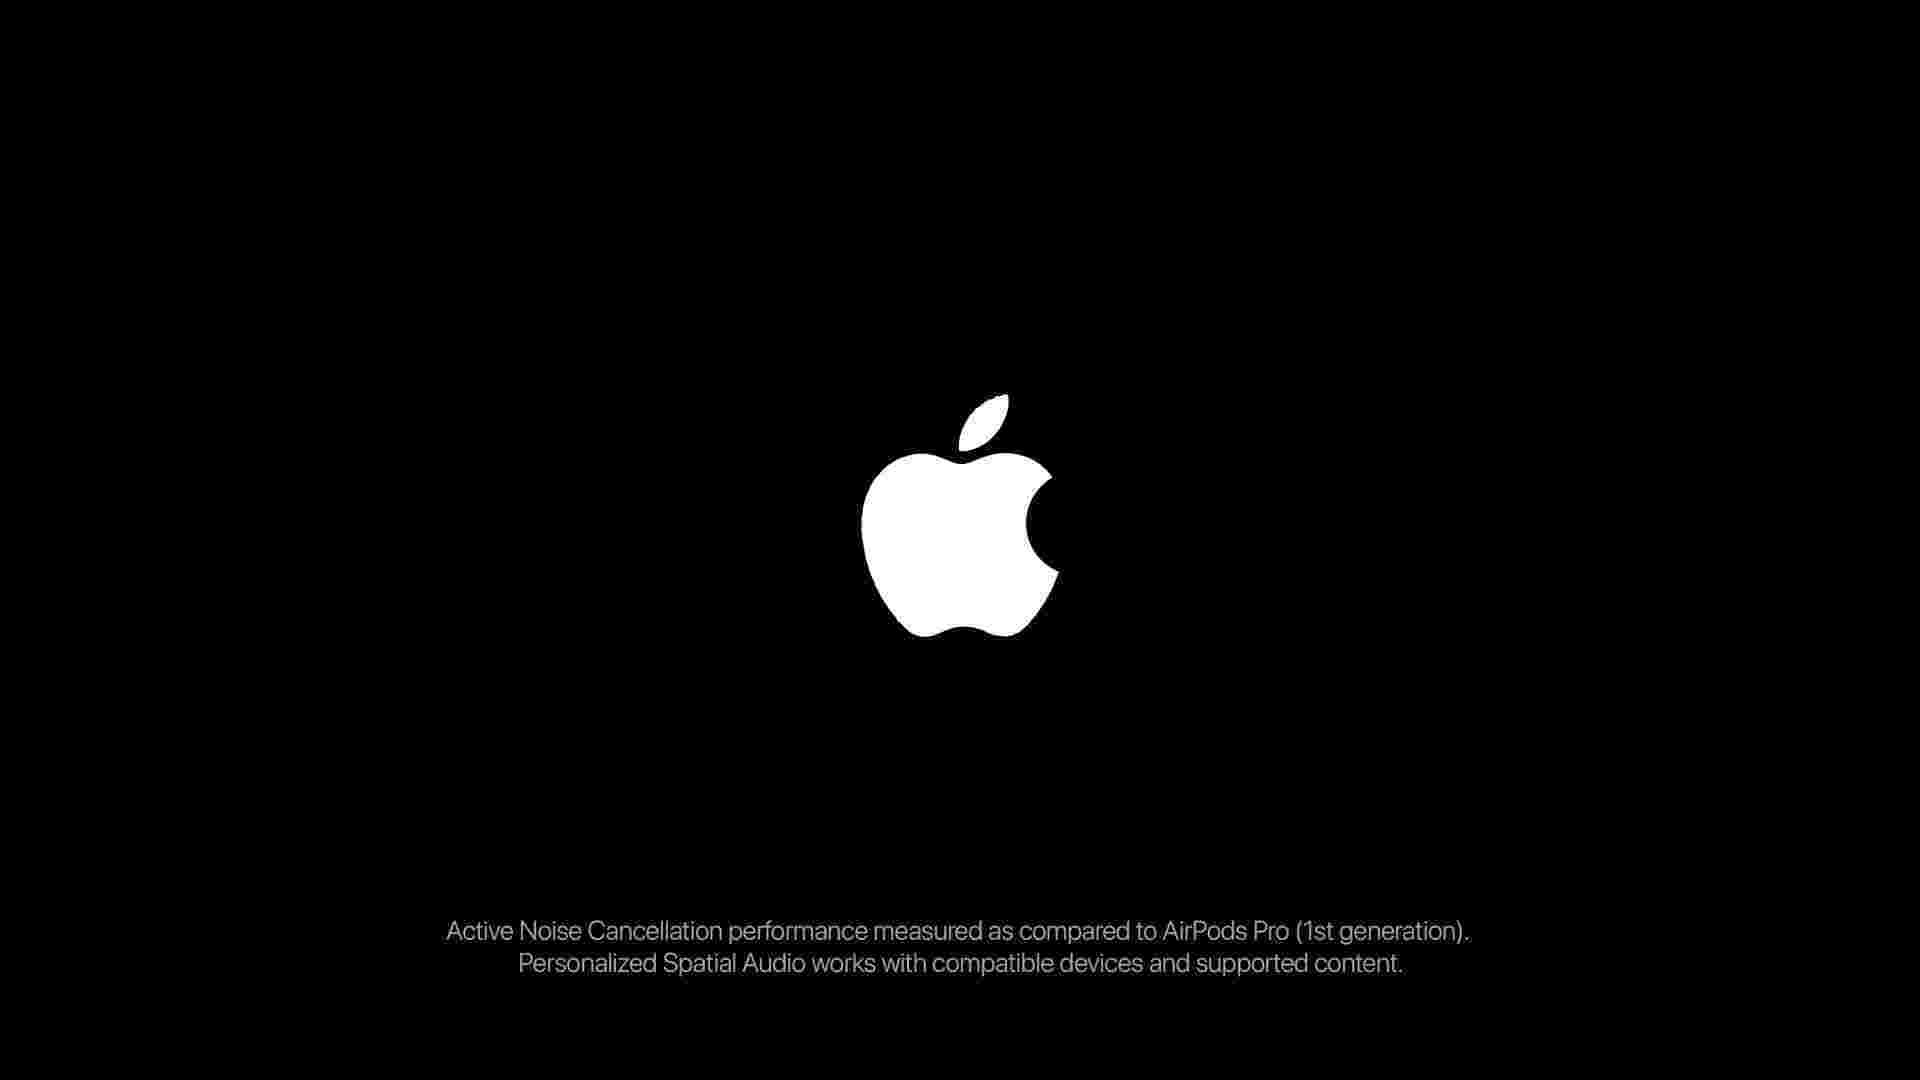 Active Noise Cancellation performance measured as compared to AirPods Pro (1st generation).
Personalized Spatial Audio works with compatible devices and supported content.